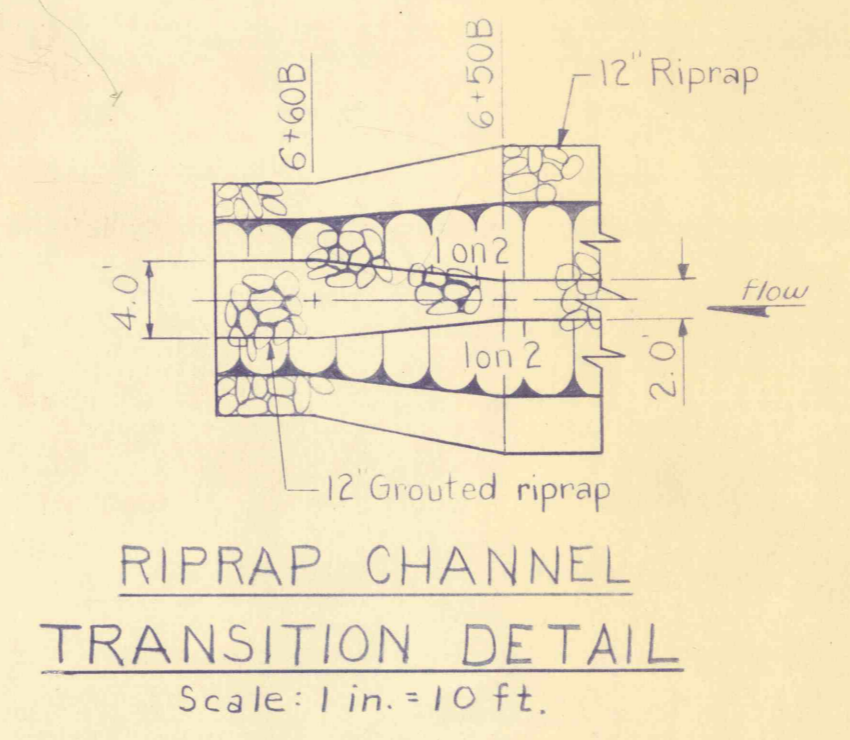 6+60B
6+50B
12" Riprap
1 on 2
4.0'
flow
1 on 2
2.0'
12" Grouted riprap
RIPRAP CHANNEL
TRANSITION DETAIL
Scale: 1 in. = 10 ft.